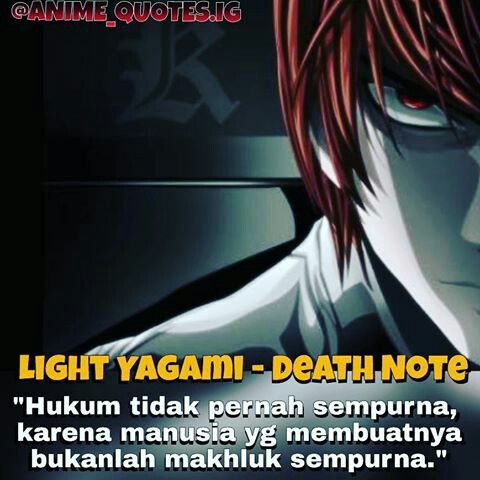 @ANIME_QUOTES.IG
K
LIGHT YAGAMI - DEATH NOTE
"Hukum tidak pernah sempurna,
karena manusia yg membuatnya
bukanlah makhluk sempurna."